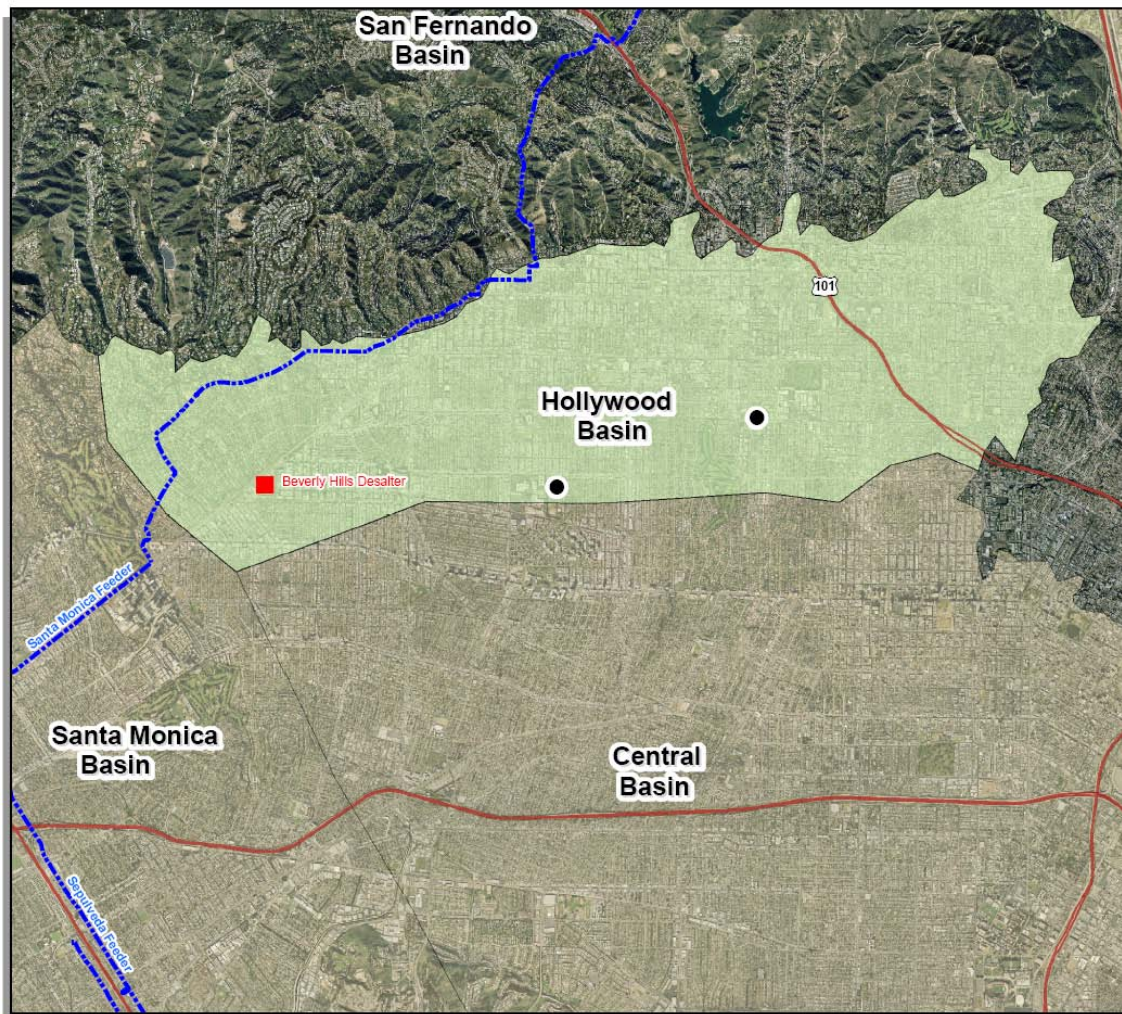 San Fernando
Basin
101
Hollywood
Basin
Beverly Hills Desalter
Santa Monica Feeder
Santa Monica
Basin
Central
Basin
Sepulveda Feeder